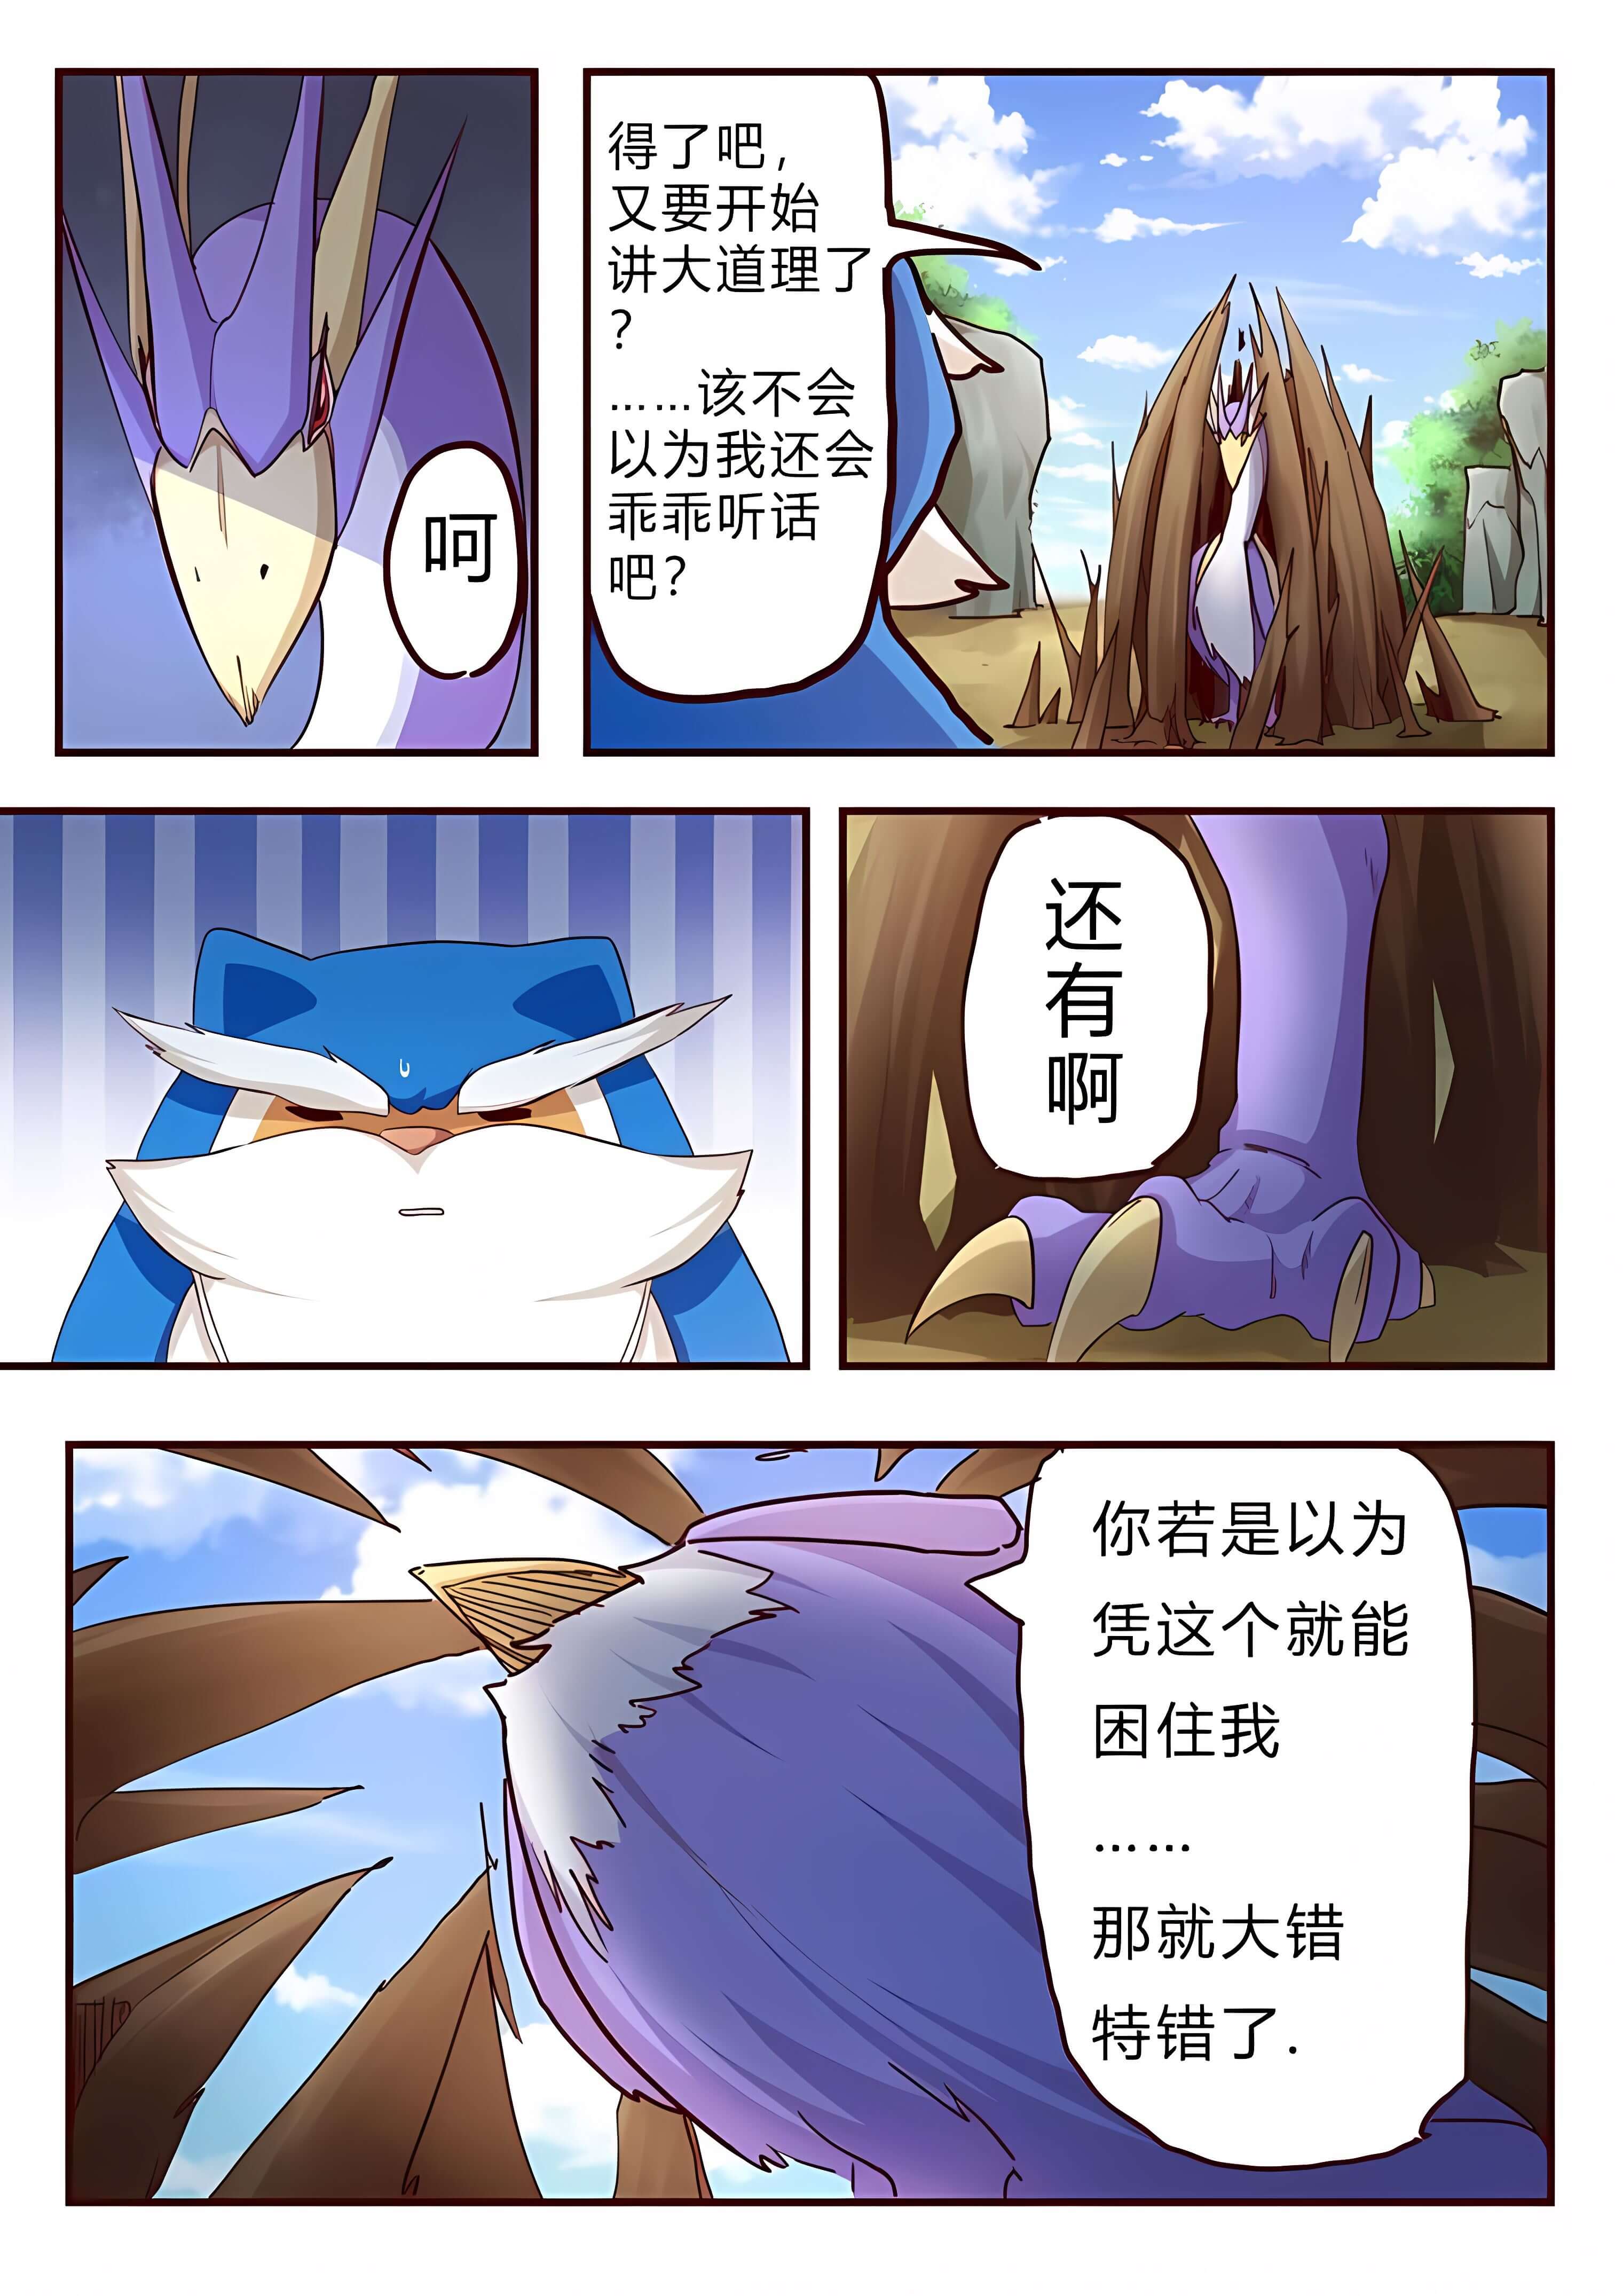 呵
得了吧，
又要开始
讲大道理了
？
……该不会
以为我还会
乖乖听话
吧？
还
有
啊
你若是以为
凭这个就能
困住我
……
那就大错
特错了.